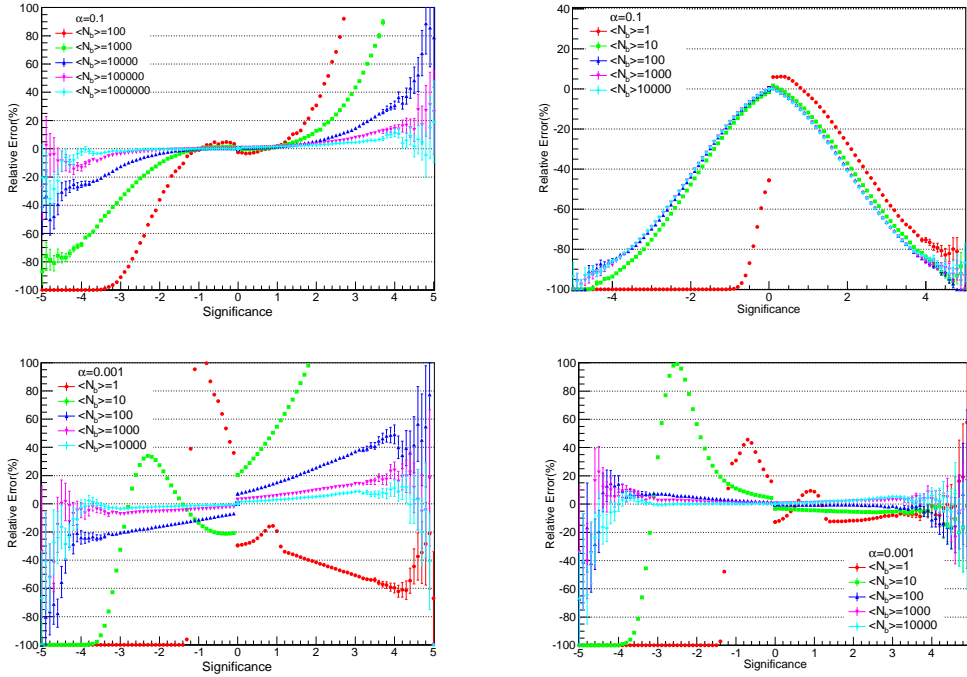 α=0.1
<N_b>=100
<N_b>=1000
<N_b>=10000
<N_b>=100000
<N_b>=1000000
Relative Error(%)
100
80
60
40
20
0
-20
-40
-60
-80
-100
-5 -4 -3 -2 -1 0 1 2 3 4 5
Significance
α=0.1
<N_b>=1
<N_b>=10
<N_b>=100
<N_b>=1000
<N_b>10000
Relative Error(%)
40
20
0
-20
-40
-60
-80
-100
-4 -2 0 2 4
Significance
α=0.001
<N_b>=1
<N_b>=10
<N_b>=100
<N_b>=1000
<N_b>=10000
Relative Error(%)
100
80
60
40
20
0
-20
-40
-60
-80
-100
-5 -4 -3 -2 -1 0 1 2 3 4 5
Significance
Relative Error(%)
100
80
60
40
20
0
-20
-40
-60
-80
-100
α=0.001
<N_b>=1
<N_b>=10
<N_b>=100
<N_b>=1000
<N_b>=10000
-5 -4 -3 -2 -1 0 1 2 3 4
Significance